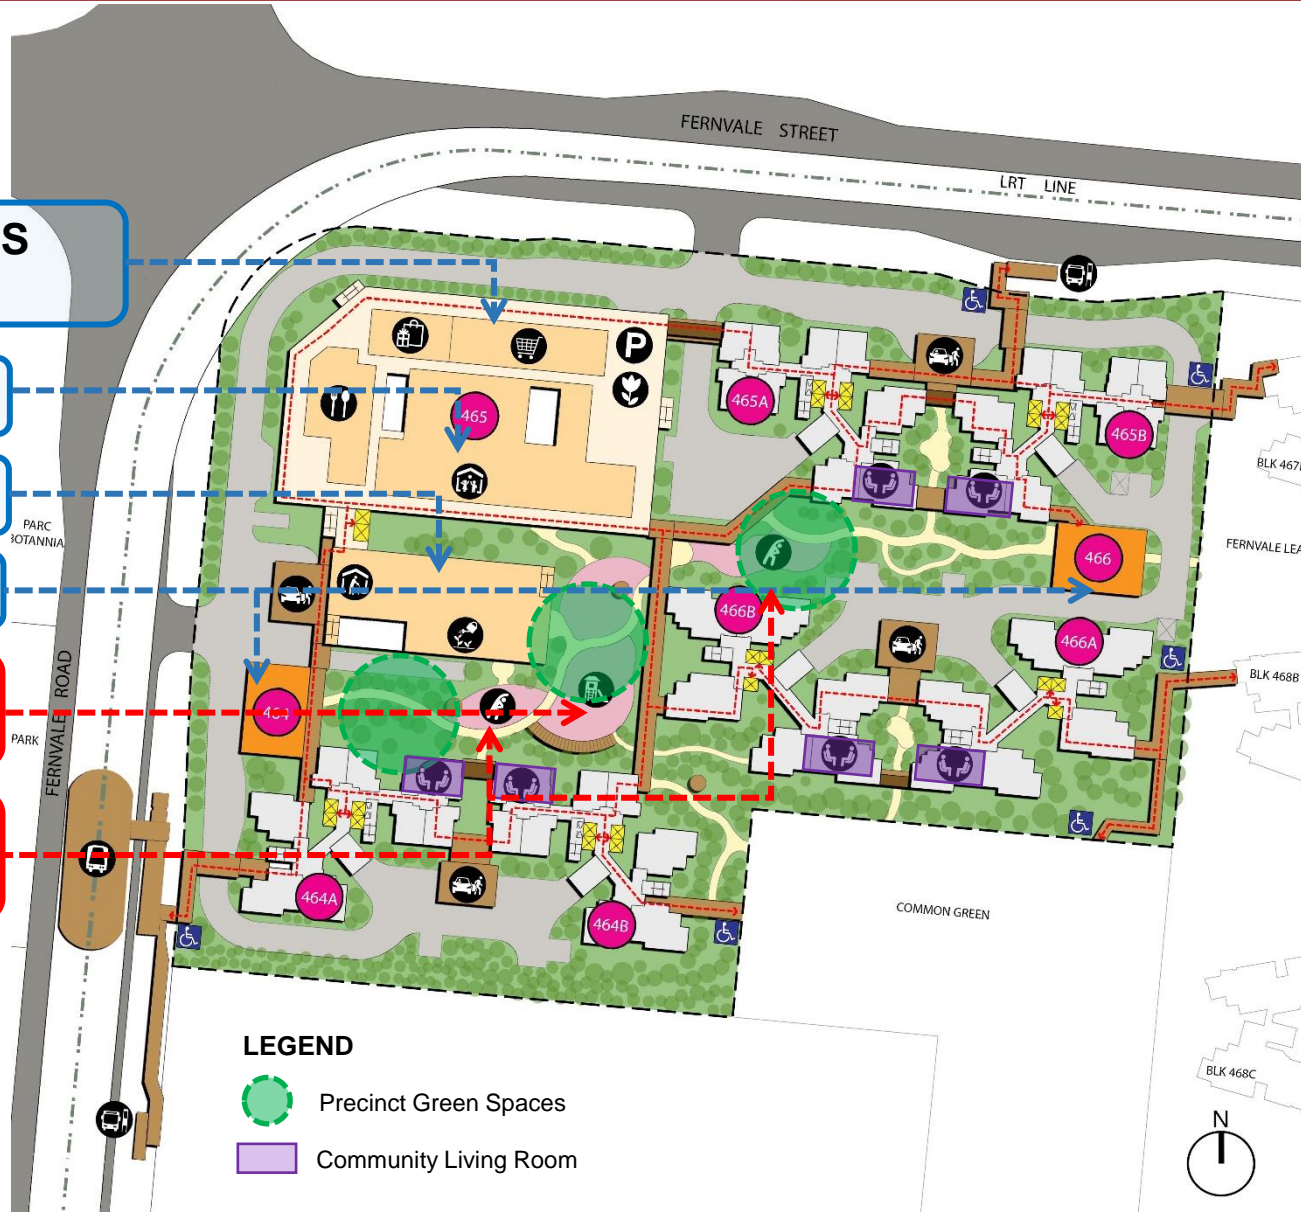 FERNVALE STREET
LRT LINE
S
P
465
465A
465B
BLK 467
PARC
BOTANNIA
466
FERNVALE LEA
466B
466A
BLK 468B
464
PARK
FERNVALE ROAD
464A
464B
COMMON GREEN
LEGEND
Precinct Green Spaces
Community Living Room
BLK 468C
N